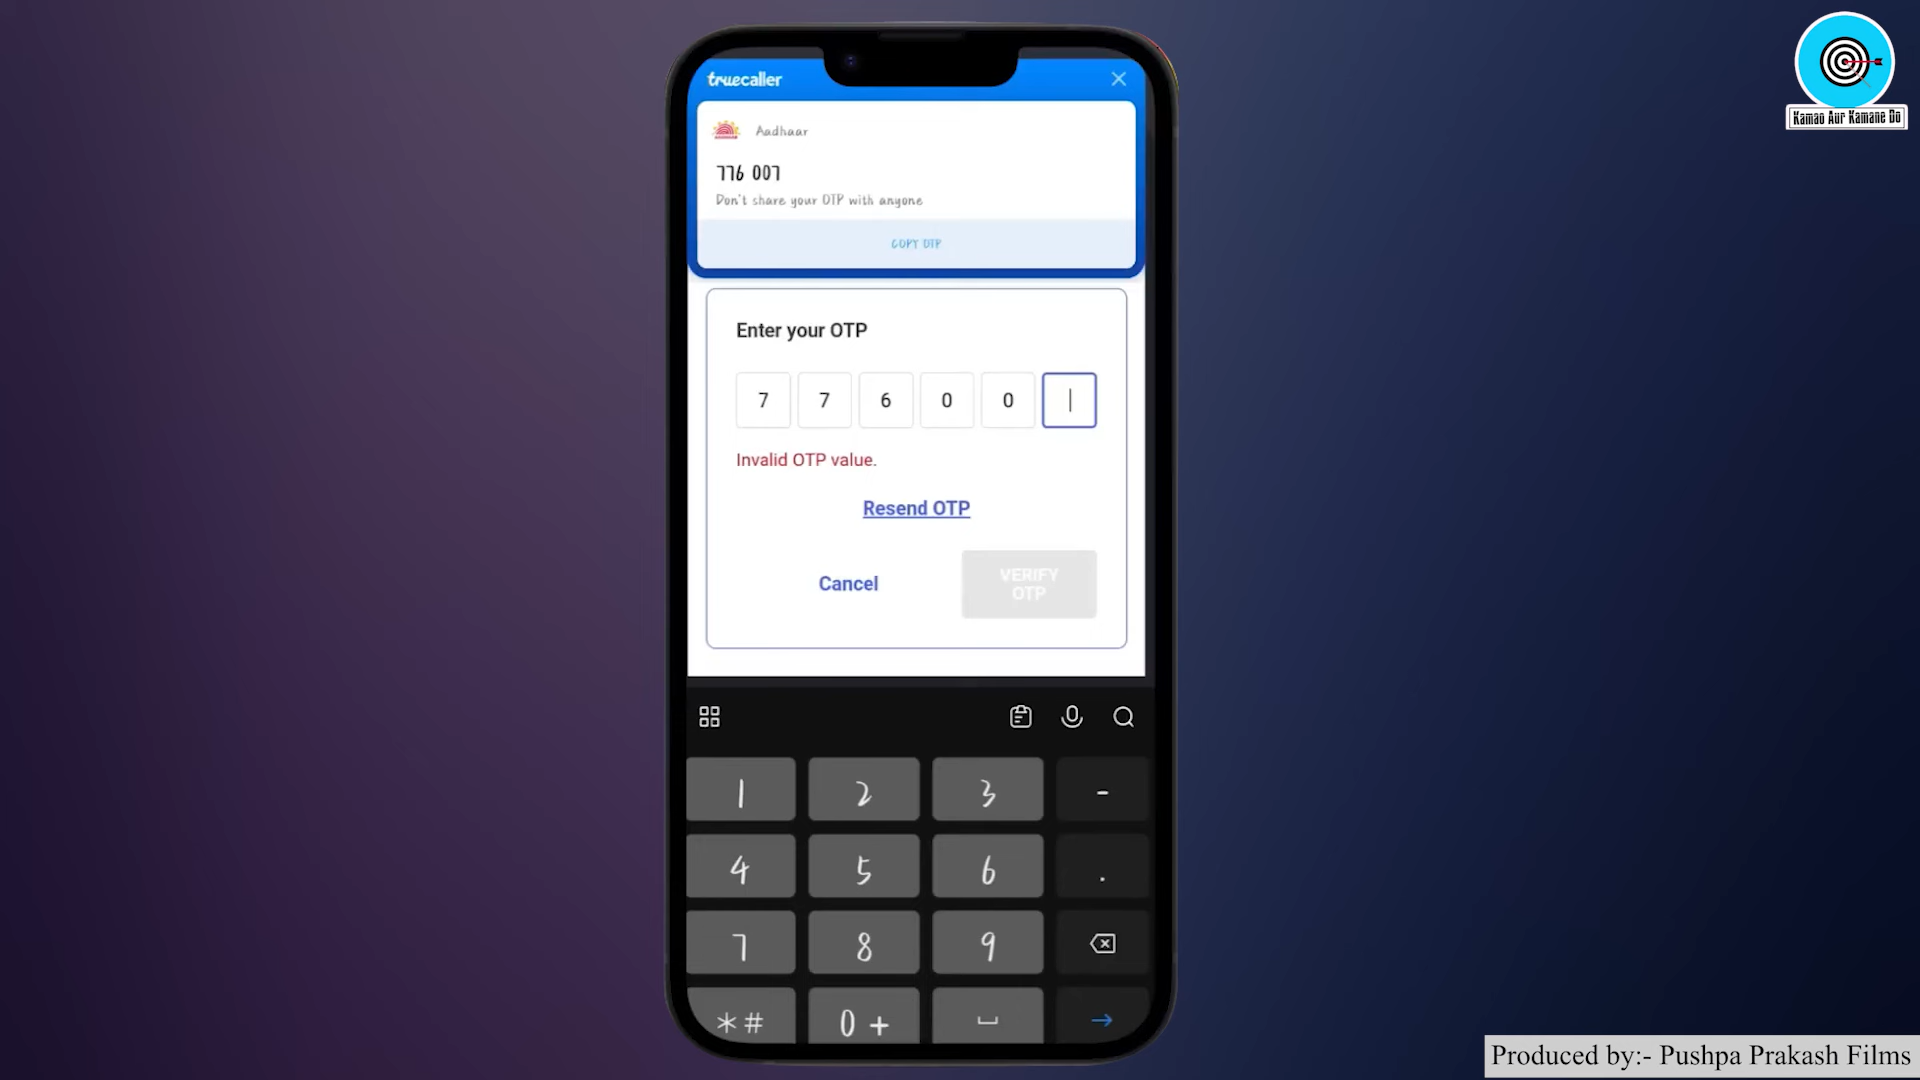 truecaller
Aadhaar
776 007
Don't share your OTP with anyone
COPY OTP
Enter your OTP
7 7 6 0 0
Invalid OTP value.
Resend OTP
Cancel
VERIFY
OTP
1 2 3 -
4 5 6 .
7 8 9
*# 0 +
Kamao Aur Kamane Do
Produced by:- Pushpa Prakash Films